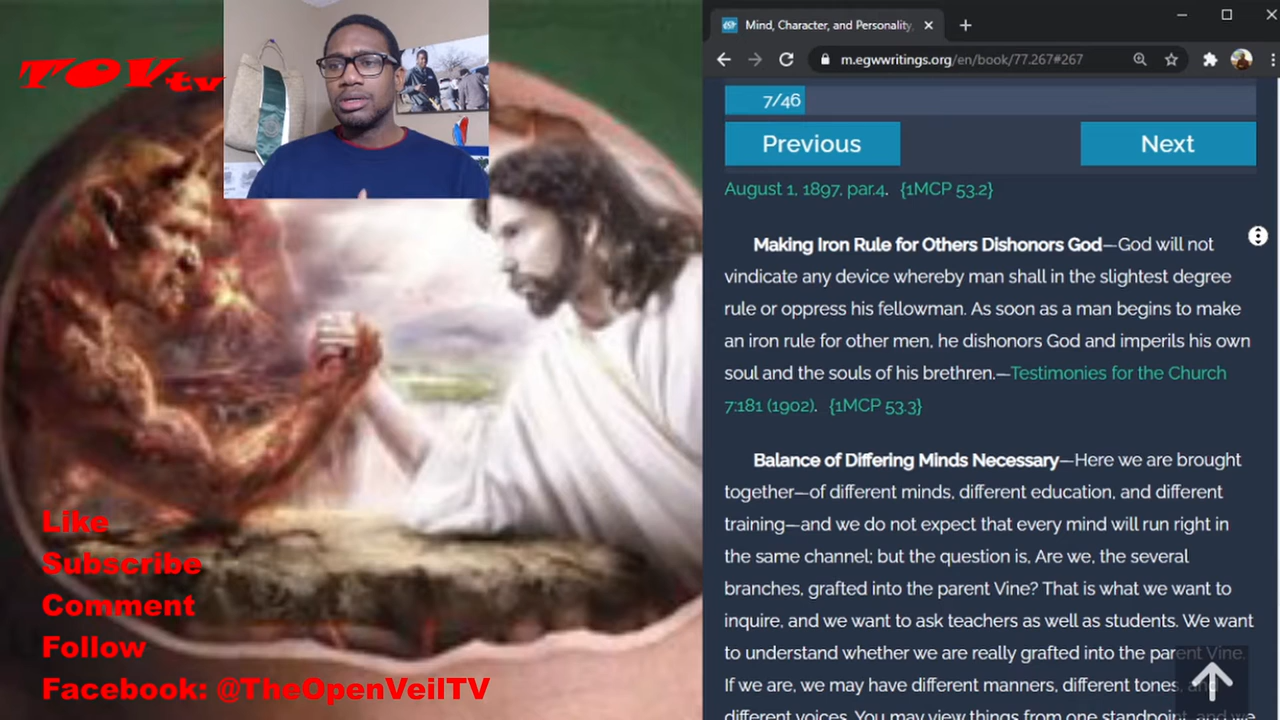 TOVtv
Like
Subscribe
Comment
Follow
Facebook: @TheOpenVeilTV
Mind, Character, and Personality,
m.egwwritings.org/en/book/77.267#267
7/46
Previous
Next
August 1, 1897, par.4. {1MCP 53.2}
Making Iron Rule for Others Dishonors God—God will not
vindicate any device whereby man shall in the slightest degree
rule or oppress his fellowman. As soon as a man begins to make
an iron rule for other men, he dishonors God and imperils his own
soul and the souls of his brethren.—Testimonies for the Church
7:181 (1902). {1MCP 53.3}
Balance of Differing Minds Necessary—Here we are brought
together—of different minds, different education, and different
training—and we do not expect that every mind will run right in
the same channel; but the question is, Are we, the several
branches, grafted into the parent Vine? That is what we want to
inquire, and we want to ask teachers as well as students. We want
to understand whether we are really grafted into the parent Vine.
If we are, we may have different manners, different tones, and
different voices. You may view things from one standpoint, and we